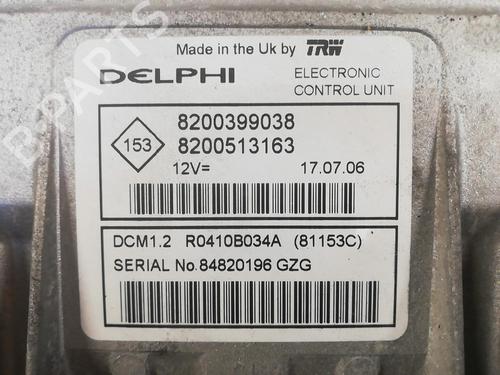 Made in the Uk by TRW
DELPHI
ELECTRONIC
CONTROL UNIT
153
8200399038
8200513163
12V=
17.07.06
DCM1.2 R0410B034A (81153C)
SERIAL No.84820196 GZG
B-PARTS